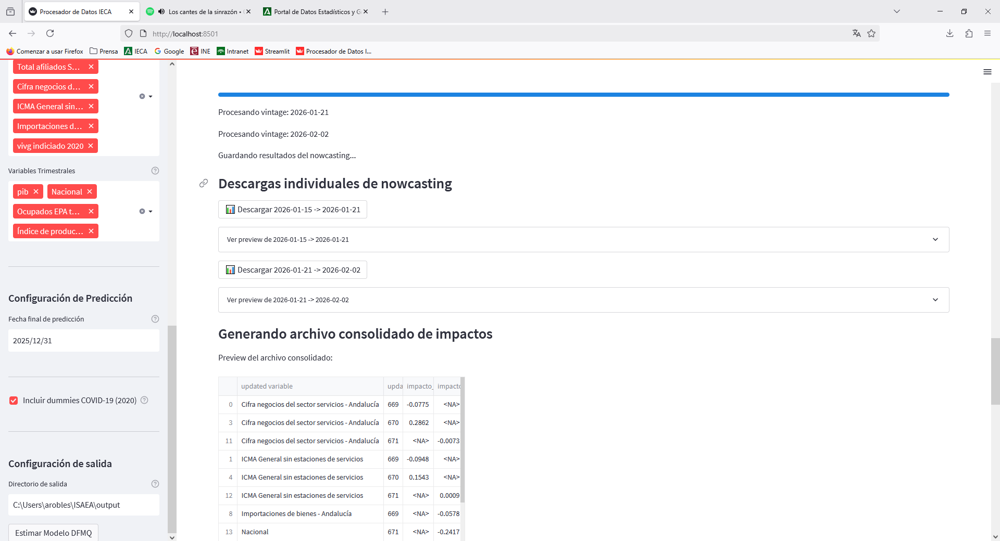 Procesador de Datos IECA
Los cantes de la sinrazón •
Portal de Datos Estadísticos y G
http://localhost:8501
Comenzar a usar Firefox
Prensa
IECA
Google
INE
Intranet
Streamlit
Procesador de Datos I...
Total afiliados S...
Cifra negocios d...
ICMA General sin...
Importaciones d...
vivg indiciado 2020
Variables Trimestrales
pib
Nacional
Ocupados EPA t...
Índice de produc...
Configuración de Predicción
Fecha final de predicción
2025/12/31
Incluir dummies COVID-19 (2020)
Configuración de salida
Directorio de salida
C:\Users\arobles\ISAEA\output
Estimar Modelo DFMQ
Procesando vintage: 2026-01-21
Procesando vintage: 2026-02-02
Guardando resultados del nowcasting...
Descargas individuales de nowcasting
Descargar 2026-01-15 -> 2026-01-21
Ver preview de 2026-01-15 -> 2026-01-21
Descargar 2026-01-21 -> 2026-02-02
Ver preview de 2026-01-21 -> 2026-02-02
Generando archivo consolidado de impactos
Preview del archivo consolidado:
updated variable upda impacto_ impacto
0 Cifra negocios del sector servicios - Andalucía 669 -0.0775 <NA>
3 Cifra negocios del sector servicios - Andalucía 670 0.2862 <NA>
11 Cifra negocios del sector servicios - Andalucía 671 <NA> -0.0073
1 ICMA General sin estaciones de servicios 669 -0.0948 <NA>
4 ICMA General sin estaciones de servicios 670 0.1543 <NA>
12 ICMA General sin estaciones de servicios 671 <NA> 0.0009
8 Importaciones de bienes - Andalucía 669 <NA> -0.0578
13 Nacional 671 <NA> -0.2417